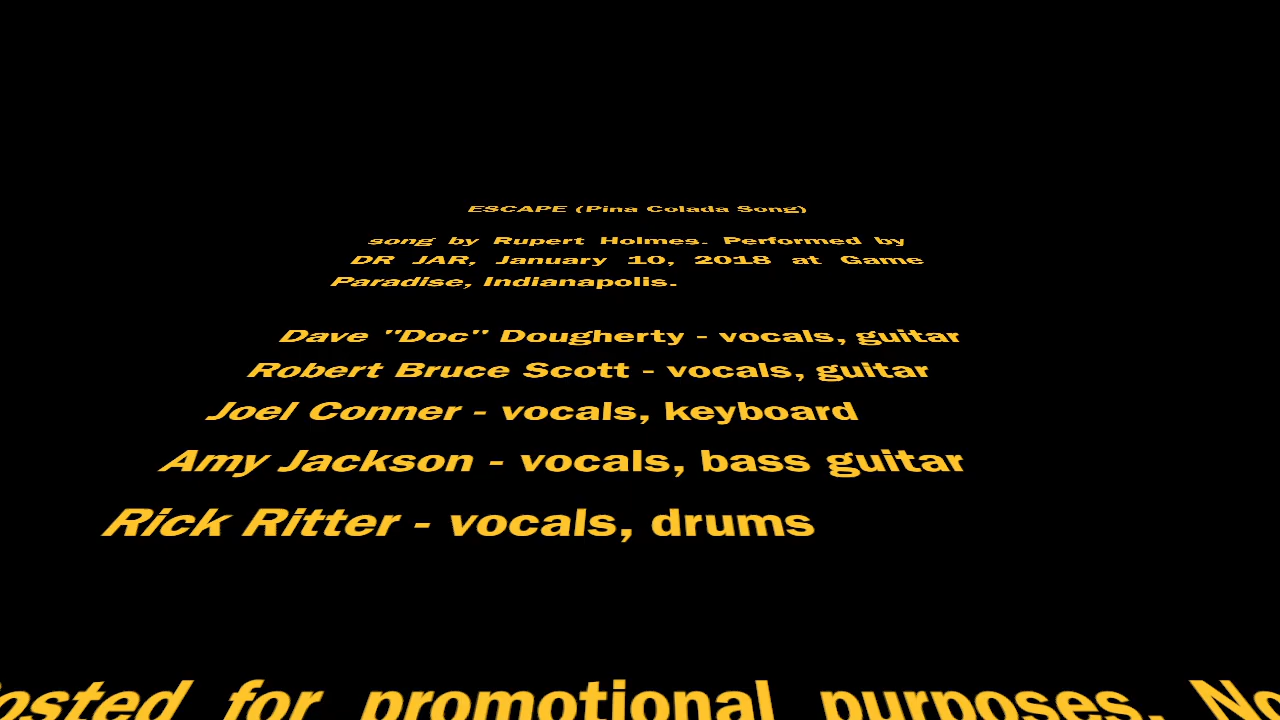 ESCAPE (Pina Colada Song)
song by Rupert Holmes. Performed by
DR JAR, January 10, 2018 at Game
Paradise, Indianapolis.
Dave "Doc" Dougherty - vocals, guitar
Robert Bruce Scott - vocals, guitar
Joel Conner - vocals, keyboard
Amy Jackson - vocals, bass guitar
Rick Ritter - vocals, drums
for promotional purposes.